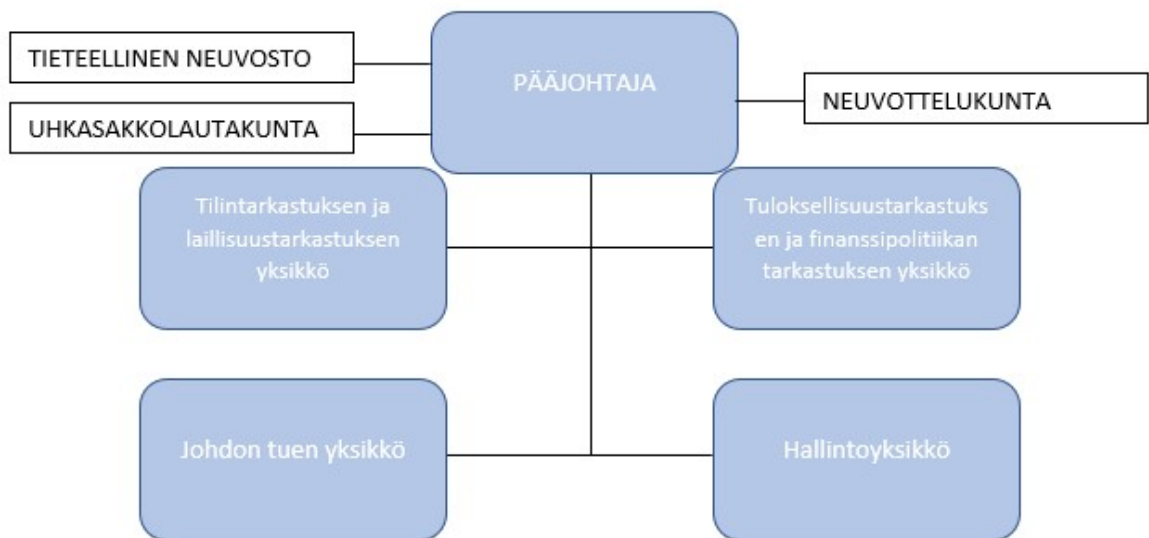 TIETEELLINEN NEUVOSTO
UHKASAKKOLAUTAKUNTA
PÄÄJOHTAJA
NEUVOTTELUKUNTA
Tilintarkastuksen ja
laillisuustarkastuksen
yksikkö
Tuloksellisuustarkastuks
en ja finanssipolitiikan
tarkastuksen yksikkö
Johdon tuen yksikkö
Hallintoyksikkö